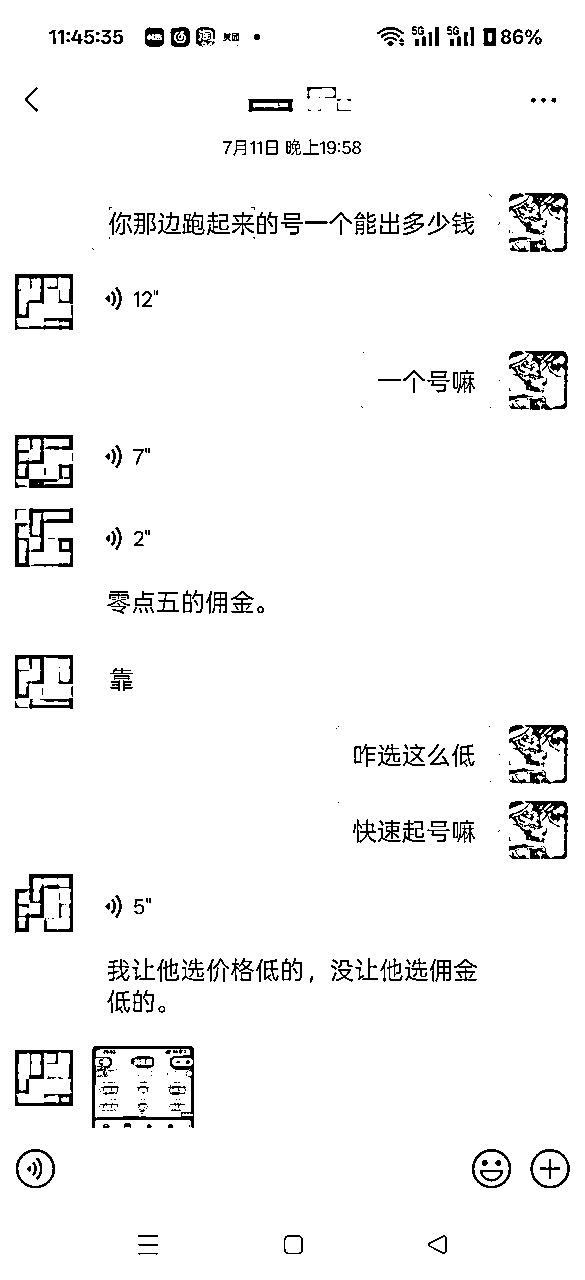 11:45:35
美团
5G 5G 86%
7月11日 晚上19:58
你那边跑起来的号一个能出多少钱
12"
一个号嘛
7"
2"
零点五的佣金。
靠
咋选这么低
快速起号嘛
5"
我让他选价格低的，没让他选佣金
低的。